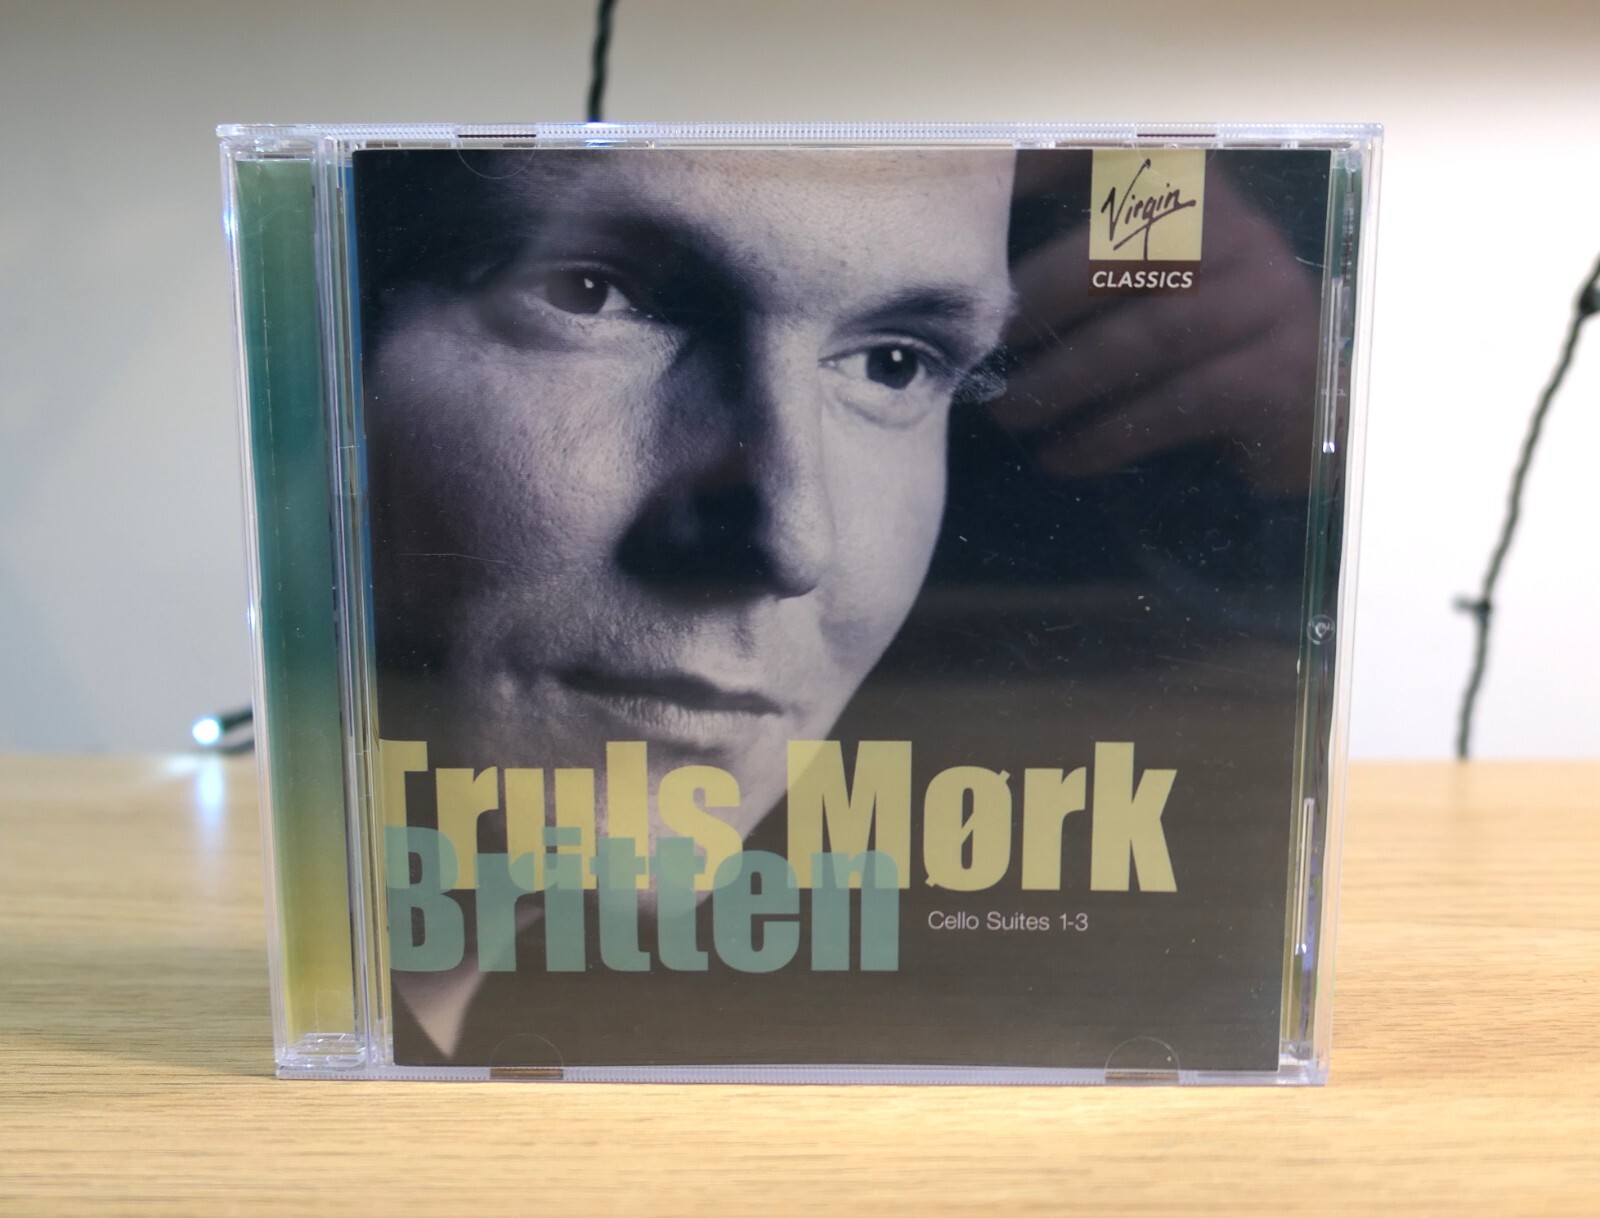 Virgin
CLASSICS
Truls Mørk
Britten
Cello Suites 1-3